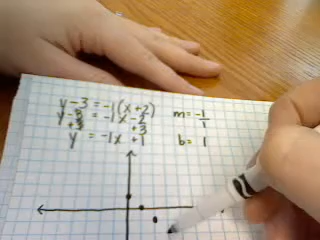 y-3 = -1(x+2)
y-3 = -1x-2
+3 +3
y = -1x +1
m = -1/1
b = 1